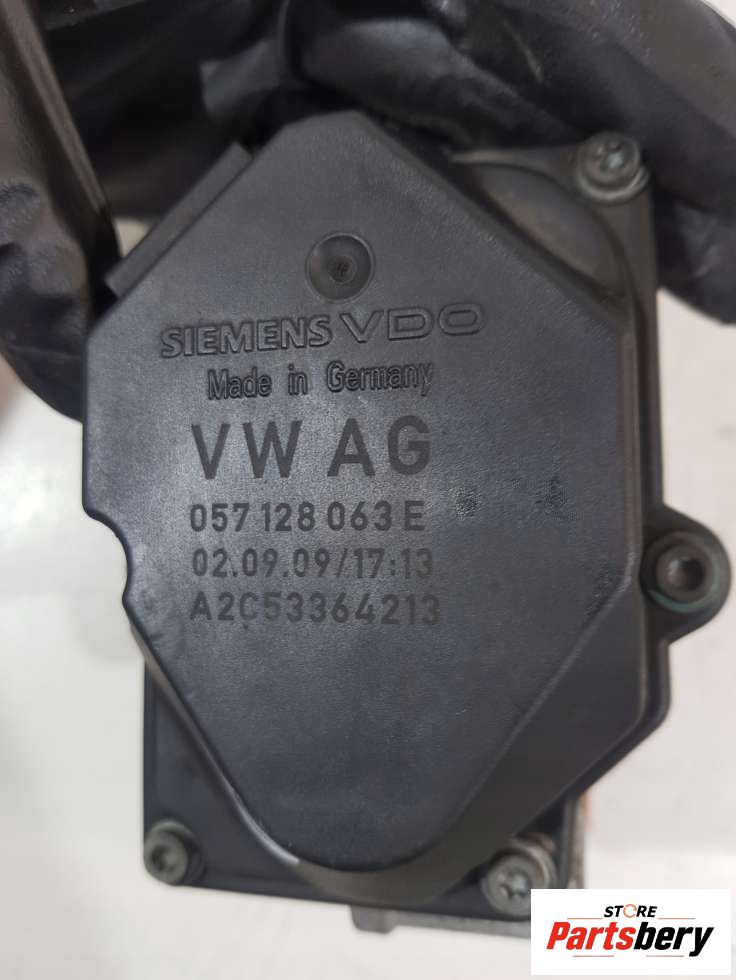 SIEMENS VDO
Made in Germany
VW AG
057 128 063 E
02.09.09/17:13
A2C53364213
STORE
Partsbery